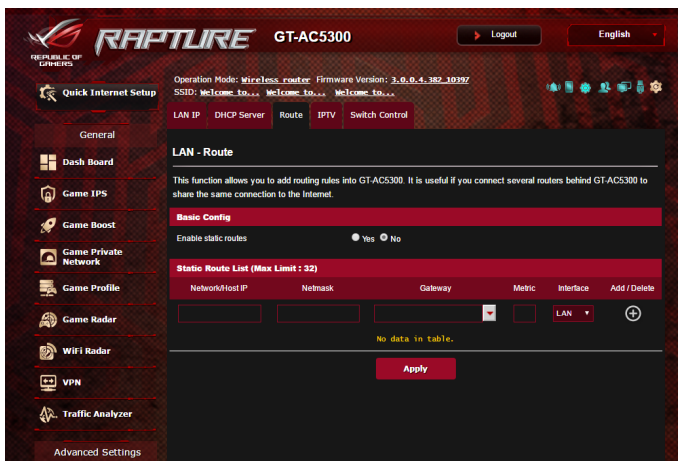 REPUBLIC OF
GAMERS
RAPTURE
GT-AC5300
Logout
English
Quick Internet Setup
General
Dash Board
Game IPS
Game Boost
Game Private
Network
Game Profile
Game Radar
WiFi Radar
VPN
Traffic Analyzer
Advanced Settings
Operation Mode: Wireless router Firmware Version: 3.0.0.4.382_10397
SSID: Welcome to... Welcome to... Welcome to...
LAN IP DHCP Server Route IPTV Switch Control
LAN - Route
This function allows you to add routing rules into GT-AC5300. It is useful if you connect several routers behind GT-AC5300 to
share the same connection to the Internet.
Basic Config
Enable static routes Yes No
Static Route List (Max Limit : 32)
Network/Host IP Netmask Gateway Metric Interface Add / Delete
LAN
No data in table.
Apply